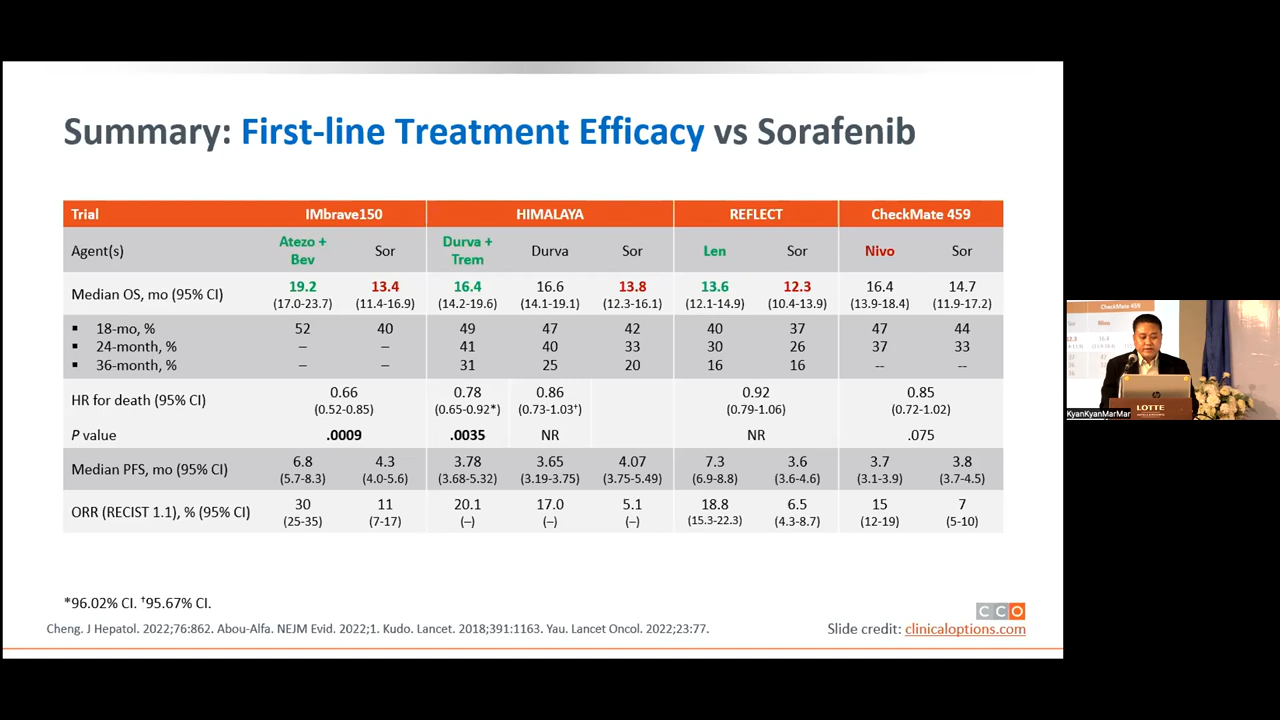 Summary: First-line Treatment Efficacy vs Sorafenib
Trial IMbrave150 HIMALAYA REFLECT CheckMate 459
Agent(s) Atezo + Bev Sor Durva + Trem Durva Sor Len Sor Nivo Sor
Median OS, mo (95% CI) 19.2 (17.0-23.7) 13.4 (11.4-16.9) 16.4 (14.2-19.6) 16.6 (14.1-19.1) 13.8 (12.3-16.1) 13.6 (12.1-14.9) 12.3 (10.4-13.9) 16.4 (13.9-18.4) 14.7 (11.9-17.2)
▪ 18-mo, % 52 40 49 47 42 40 37 47 44
▪ 24-month, % – – 41 40 33 30 26 37 33
▪ 36-month, % – – 31 25 20 16 16 -- --
HR for death (95% CI) 0.66 (0.52-0.85) 0.78 (0.65-0.92*) 0.86 (0.73-1.03†) 0.92 (0.79-1.06) 0.85 (0.72-1.02)
P value .0009 .0035 NR NR .075
Median PFS, mo (95% CI) 6.8 (5.7-8.3) 4.3 (4.0-5.6) 3.78 (3.68-5.32) 3.65 (3.19-3.75) 4.07 (3.75-5.49) 7.3 (6.9-8.8) 3.6 (3.6-4.6) 3.7 (3.1-3.9) 3.8 (3.7-4.5)
ORR (RECIST 1.1), % (95% CI) 30 (25-35) 11 (7-17) 20.1 (–) 17.0 (–) 5.1 (–) 18.8 (15.3-22.3) 6.5 (4.3-8.7) 15 (12-19) 7 (5-10)
*96.02% CI. †95.67% CI.
Cheng. J Hepatol. 2022;76:862. Abou-Alfa. NEJM Evid. 2022;1. Kudo. Lancet. 2018;391:1163. Yau. Lancet Oncol. 2022;23:77.
CCO
Slide credit: clinicaloptions.com
CheckMate 459
Sor Nivo
12.3 16.4
hp
LOTTE
KyanKyanMarMar